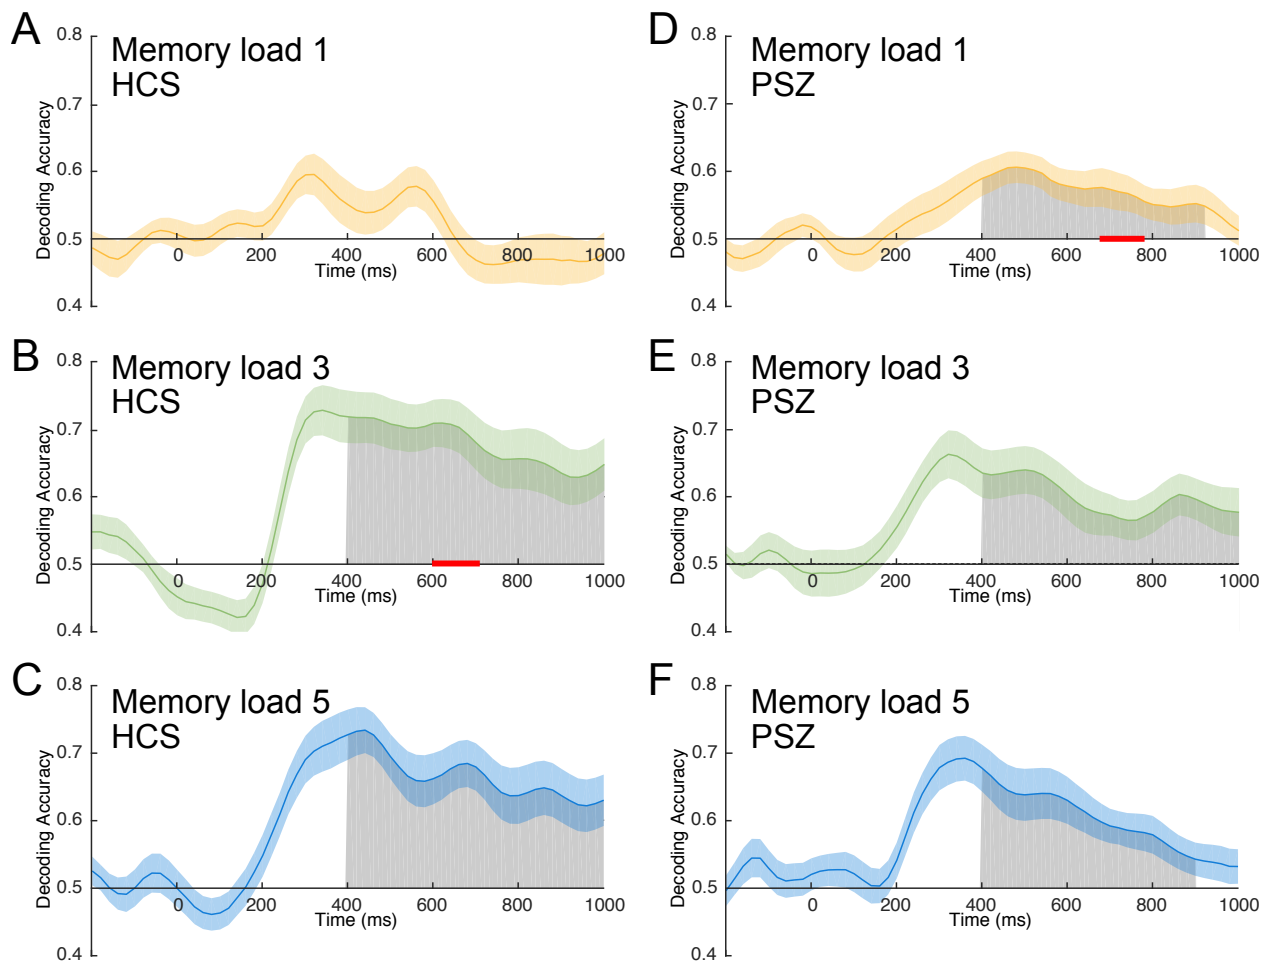 A
Memory load 1
HCS
0.8
0.7
0.6
0.5
0.4
Decoding Accuracy
0 200 400 600 800 1000
Time (ms)
D
Memory load 1
PSZ
0.8
0.7
0.6
0.5
0.4
Decoding Accuracy
0 200 400 600 800 1000
Time (ms)
B
Memory load 3
HCS
0.8
0.7
0.6
0.5
0.4
Decoding Accuracy
0 200 400 600 800 1000
Time (ms)
E
Memory load 3
PSZ
0.8
0.7
0.6
0.5
0.4
Decoding Accuracy
0 200 400 600 800 1000
Time (ms)
C
Memory load 5
HCS
0.8
0.7
0.6
0.5
0.4
Decoding Accuracy
0 200 400 600 800 1000
Time (ms)
F
Memory load 5
PSZ
0.8
0.7
0.6
0.5
0.4
Decoding Accuracy
0 200 400 600 800 1000
Time (ms)